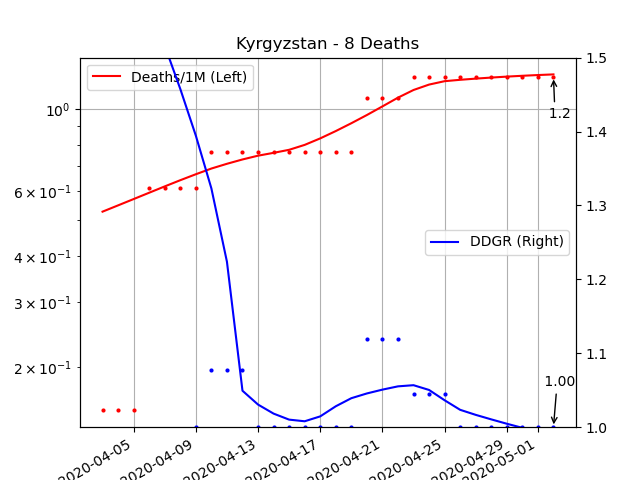 Kyrgyzstan - 8 Deaths
Deaths/1M (Left)
DDGR (Right)
1.2
1.00
10⁰
6 × 10⁻¹
4 × 10⁻¹
3 × 10⁻¹
2 × 10⁻¹
1.5
1.4
1.3
1.2
1.1
1.0
2020-04-05
2020-04-09
2020-04-13
2020-04-17
2020-04-21
2020-04-25
2020-04-29
2020-05-01